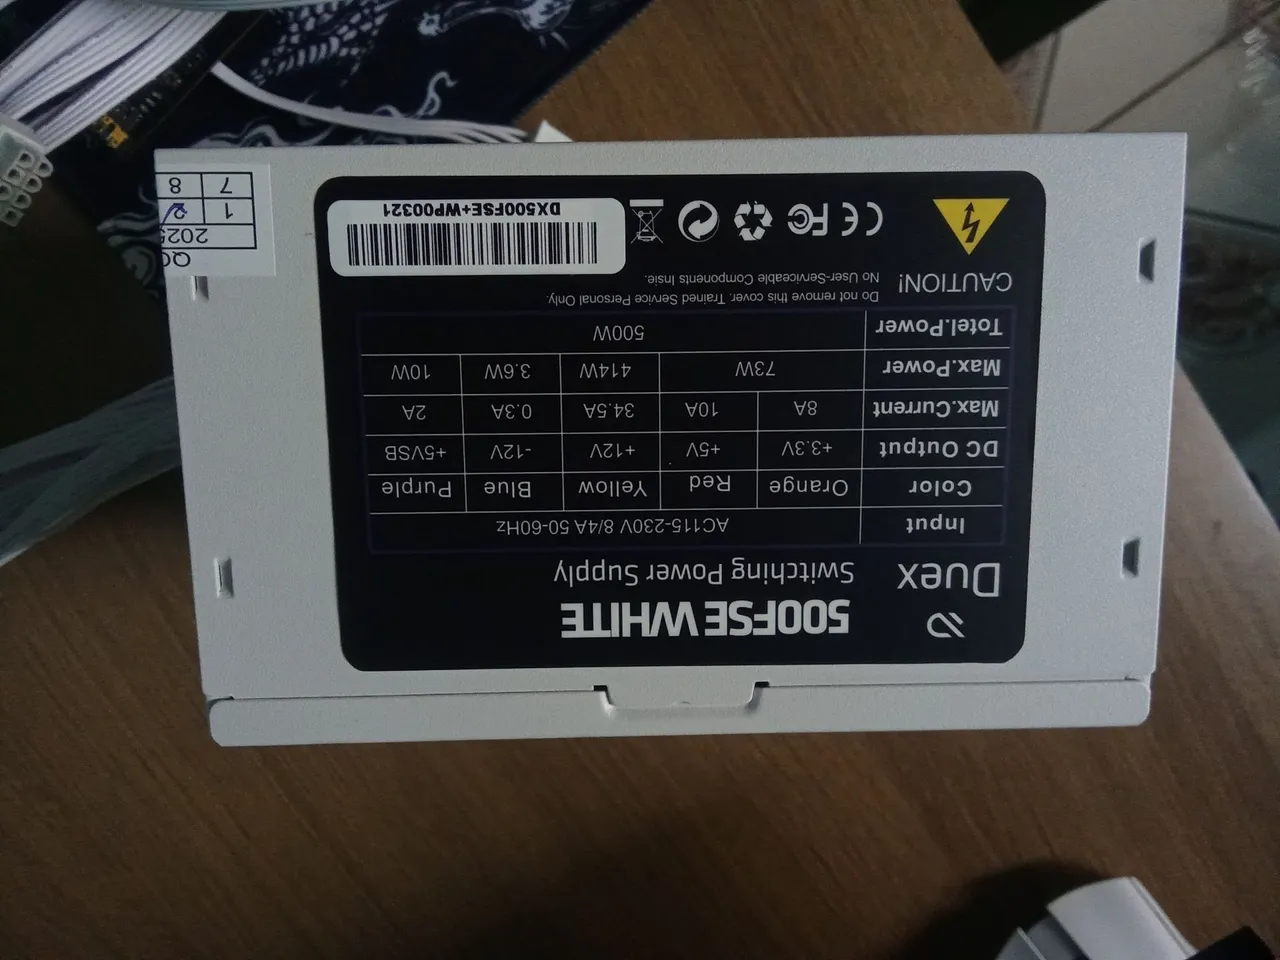 Duex
500FSE WHITE
Switching Power Supply
Input AC115-230V 8/4A 50-60Hz
Color Orange Red Yellow Blue Purple
DC Output +3.3V +5V +12V -12V +5VSB
Max.Current 8A 10A 34.5A 0.3A 2A
Max.Power 73W 414W 3.6W 10W
Totel.Power 500W
CAUTION!
Do not remove this cover. Trained Service Personal Only.
No User-Serviceable Components Insie.
CE FC
DX500FSE+WP00321
2025
1 2
7 8